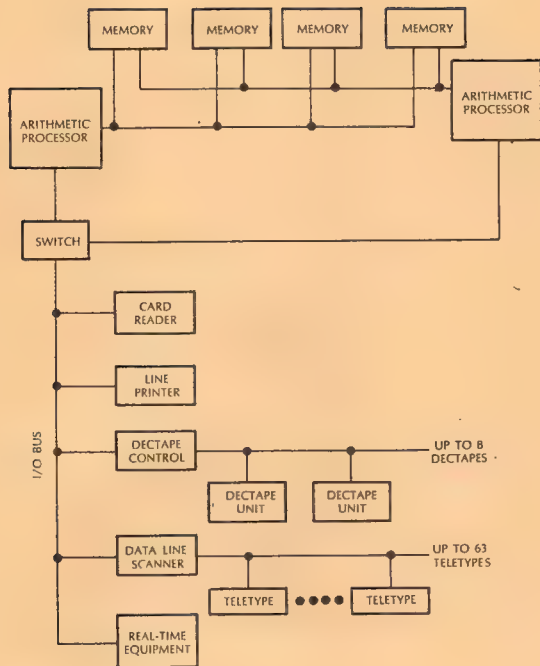 MEMORY
MEMORY
MEMORY
MEMORY
ARITHMETIC
PROCESSOR
ARITHMETIC
PROCESSOR
SWITCH
CARD
READER
LINE
PRINTER
I/O BUS
DECTAPE
CONTROL
UP TO 8
DECTAPES
DECTAPE
UNIT
DECTAPE
UNIT
DATA LINE
SCANNER
UP TO 63
TELETYPES
TELETYPE
TELETYPE
REAL-TIME
EQUIPMENT